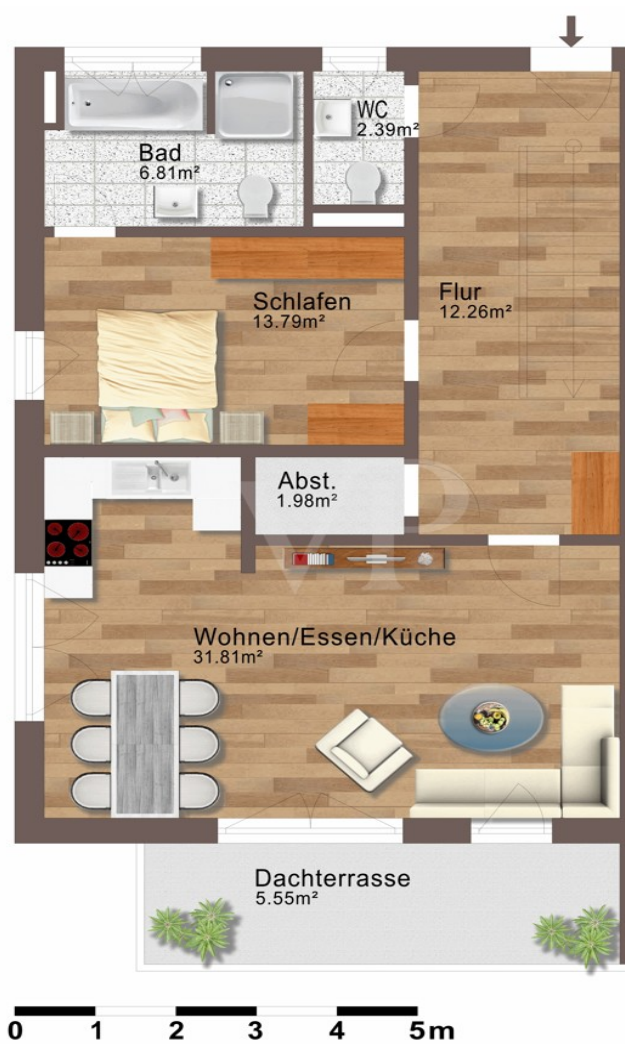 WC
2.39m²
Bad
6.81m²
Schlafen
13.79m²
Flur
12.26m²
Abst.
1.98m²
VP
Wohnen/Essen/Küche
31.81m²
Dachterrasse
5.55m²
0 1 2 3 4 5m